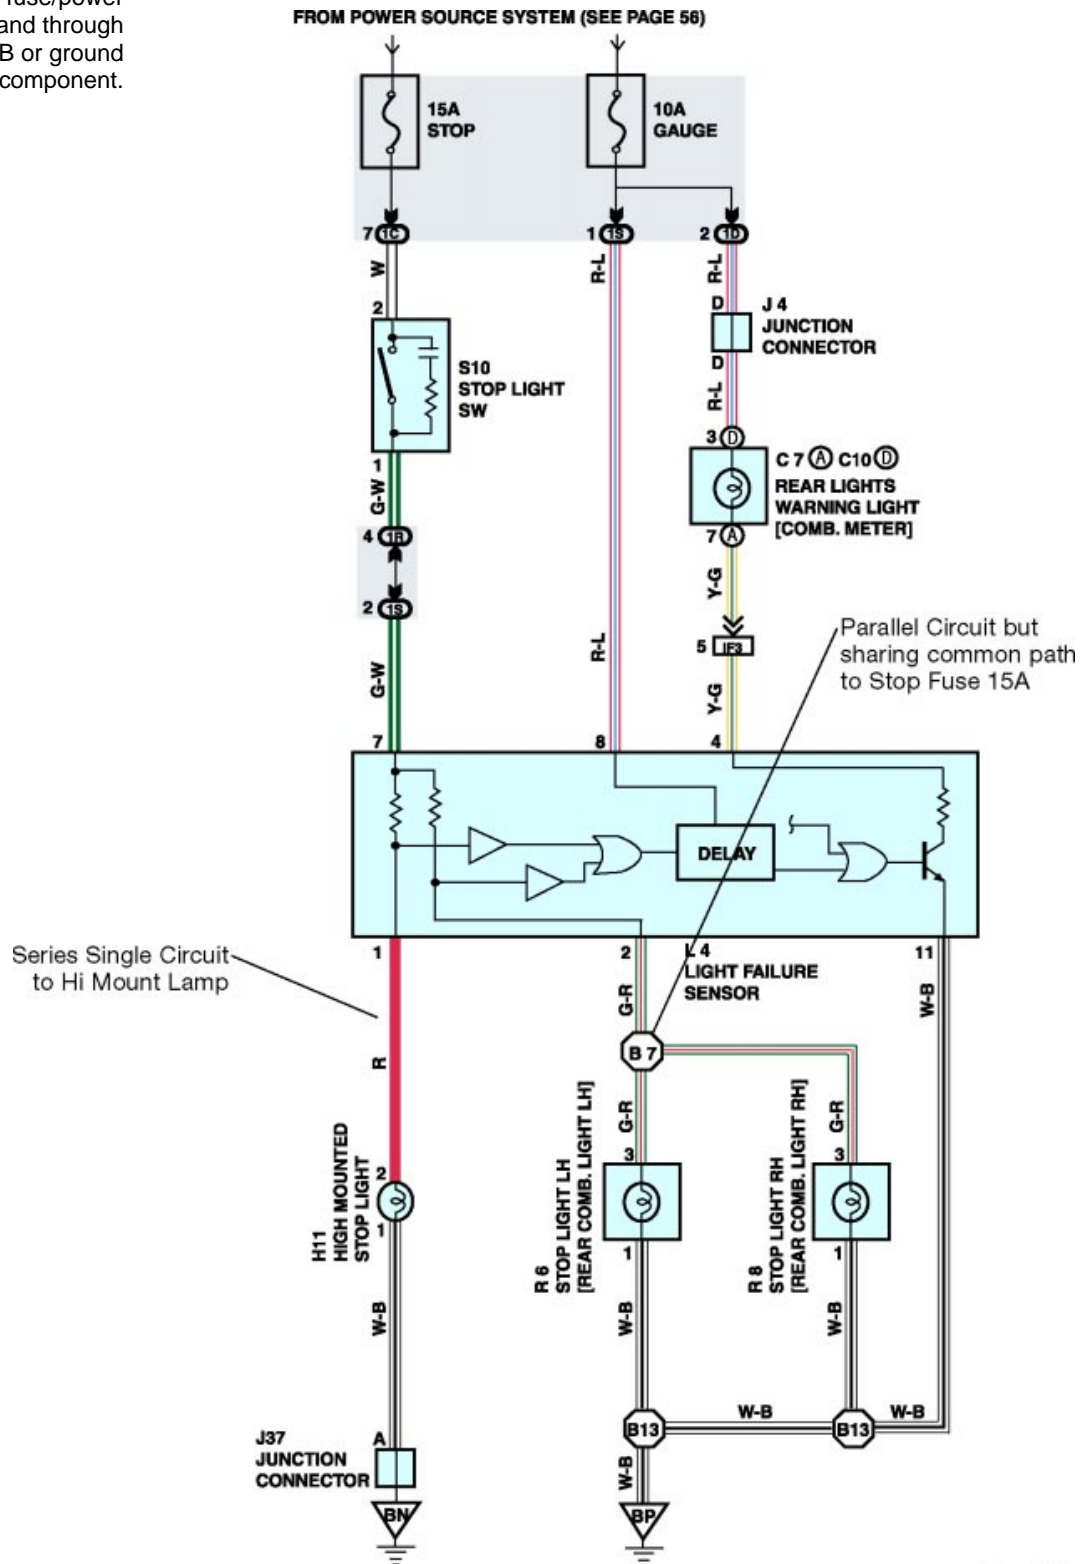 fuse/power
and through
B or ground
component.
FROM POWER SOURCE SYSTEM (SEE PAGE 56)
15A
STOP
10A
GAUGE
7 1C
1 1S
2 1D
W
R-L
R-L
2
D
J 4
JUNCTION
CONNECTOR
D
S10
STOP LIGHT
SW
R-L
3 D
C 7 A C10 D
REAR LIGHTS
WARNING LIGHT
[COMB. METER]
1
G-W
4 1R
7 A
Y-G
2 1S
Parallel Circuit but
sharing common path
to Stop Fuse 15A
5 IF3
R-L
G-W
Y-G
7
8
4
DELAY
Series Single Circuit
to Hi Mount Lamp
1
2
L 4
LIGHT FAILURE
SENSOR
11
G-R
W-B
R
B 7
G-R
G-R
2
H11
HIGH MOUNTED
STOP LIGHT
1
3
R 6
STOP LIGHT LH
[REAR COMB. LIGHT LH]
1
3
R 8
STOP LIGHT RH
[REAR COMB. LIGHT RH]
1
W-B
W-B
W-B
W-B
W-B
B13
B13
J37
JUNCTION
CONNECTOR
A
W-B
BN
BP